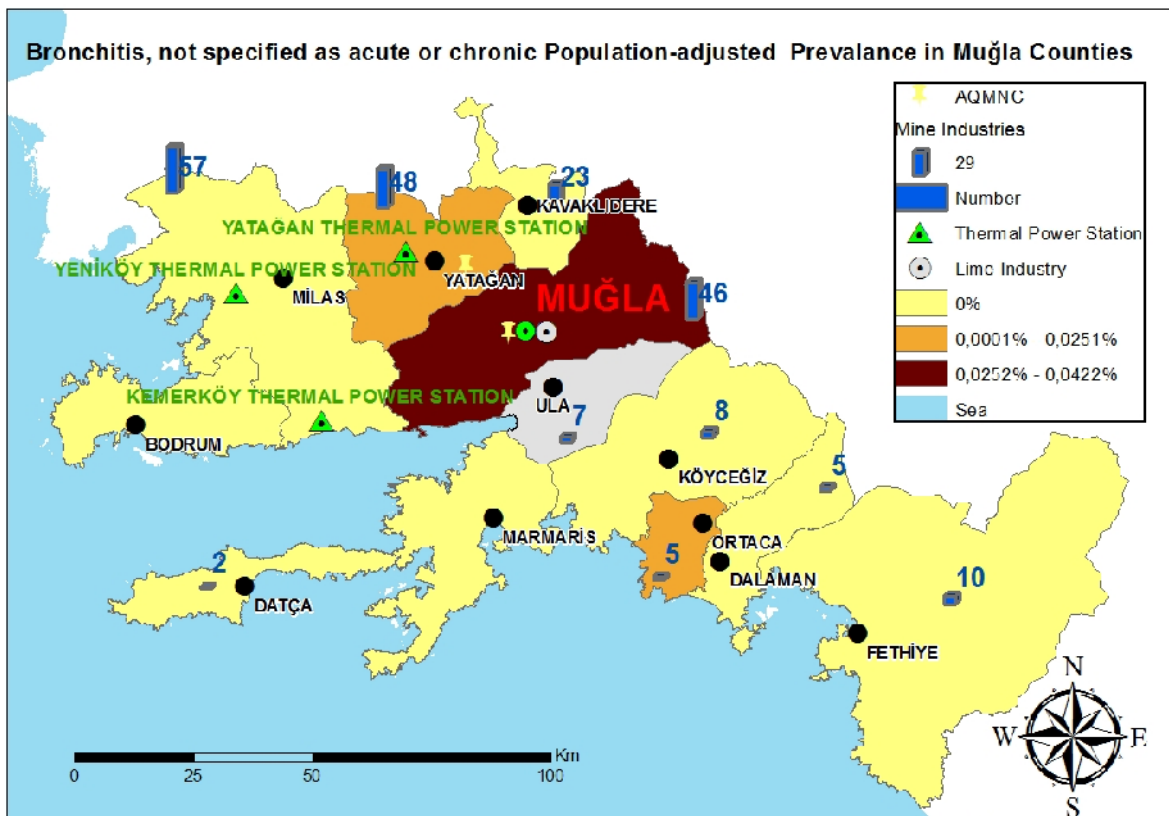 Bronchitis, not specified as acute or chronic Population-adjusted Prevalance in Muğla Counties
AQMNC
Mine Industries
29
Number
Thermal Power Station
Limo Industry
0%
0,0001% - 0,0251%
0,0252% - 0,0422%
Sea
57
48
23
KAVAKLIDERE
YATAĞAN THERMAL POWER STATION
YATAĞAN
YENİKÖY THERMAL POWER STATION
MİLAS
MUĞLA
46
KEMERKÖY THERMAL POWER STATION
ULA
7
BODRUM
8
KÖYCEĞİZ
5
MARMARİS
ORTACA
5
DALAMAN
2
DATÇA
10
FETHİYE
N
W E
S
Km
0 25 50 100